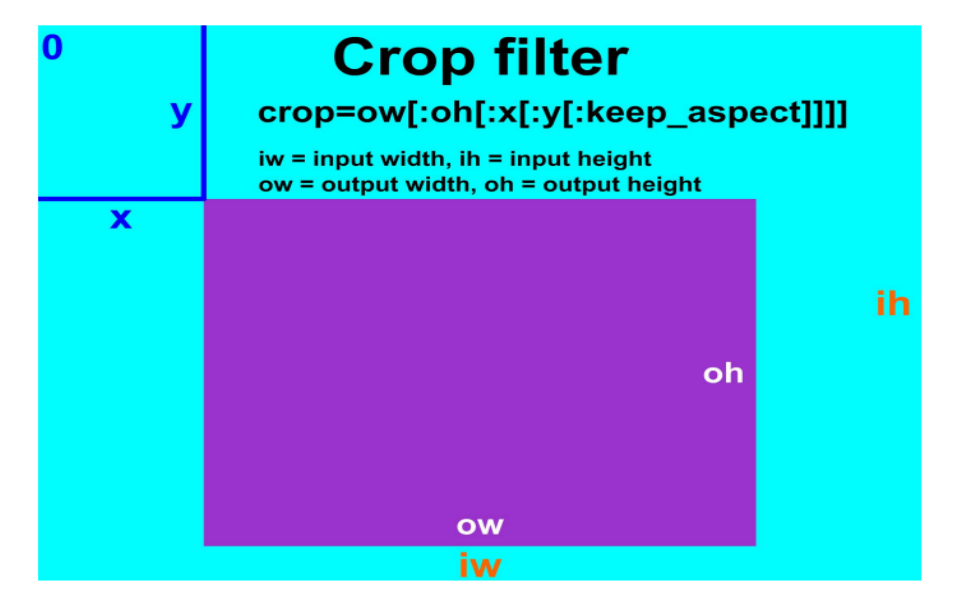 0
Crop filter
y
crop=ow[:oh[:x[:y[:keep_aspect]]]]
iw = input width, ih = input height
ow = output width, oh = output height
x
ih
oh
ow
iw